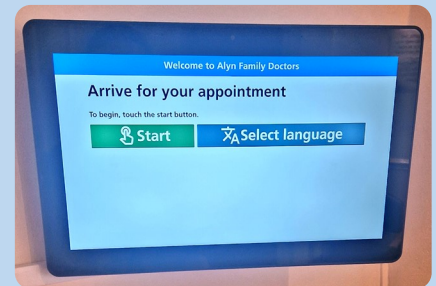 Welcome to Alyn Family Doctors
Arrive for your appointment
To begin, touch the start button.
Start
Select language